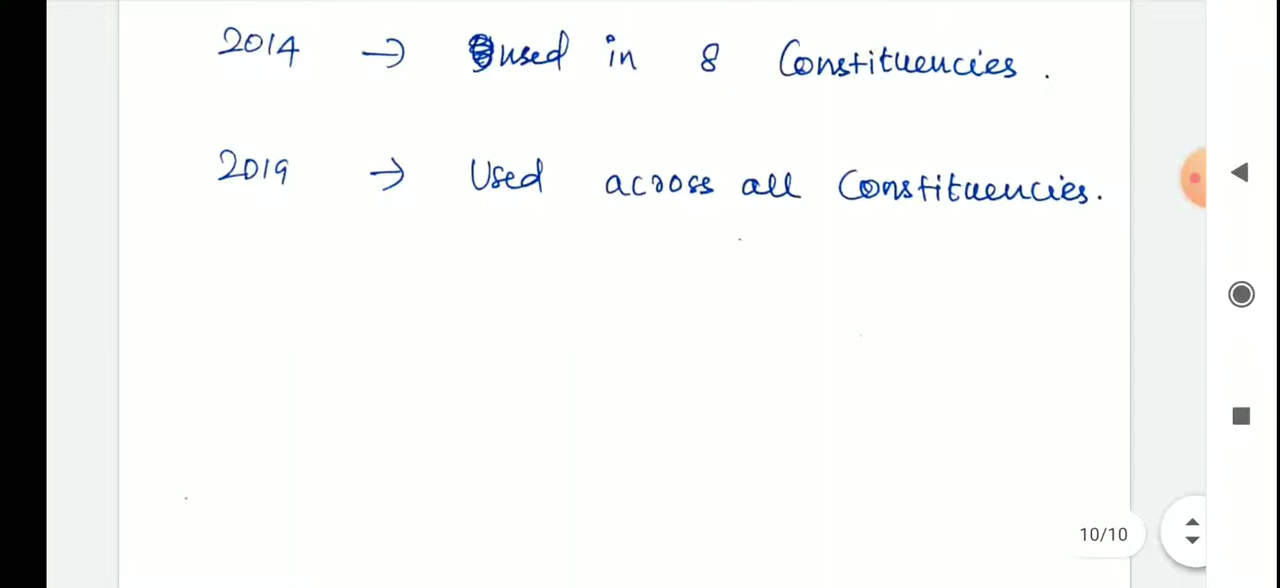 2014 → used in 8 Constituencies.
2019 → Used across all Constituencies.
10/10